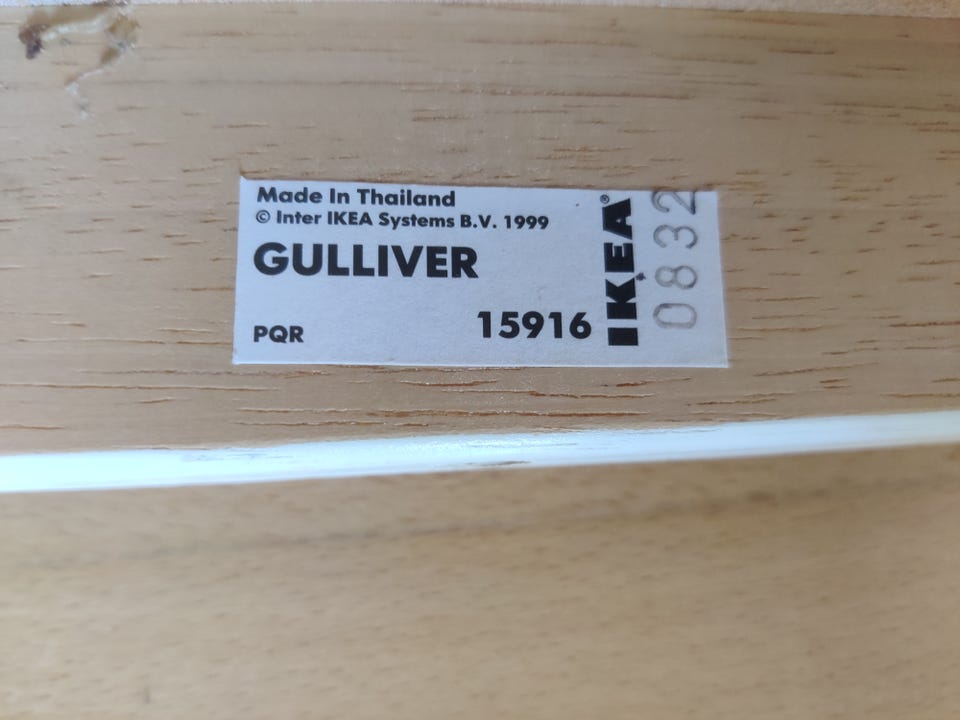 Made In Thailand
© Inter IKEA Systems B.V. 1999
GULLIVER
PQR
15916
IKEA®
0832